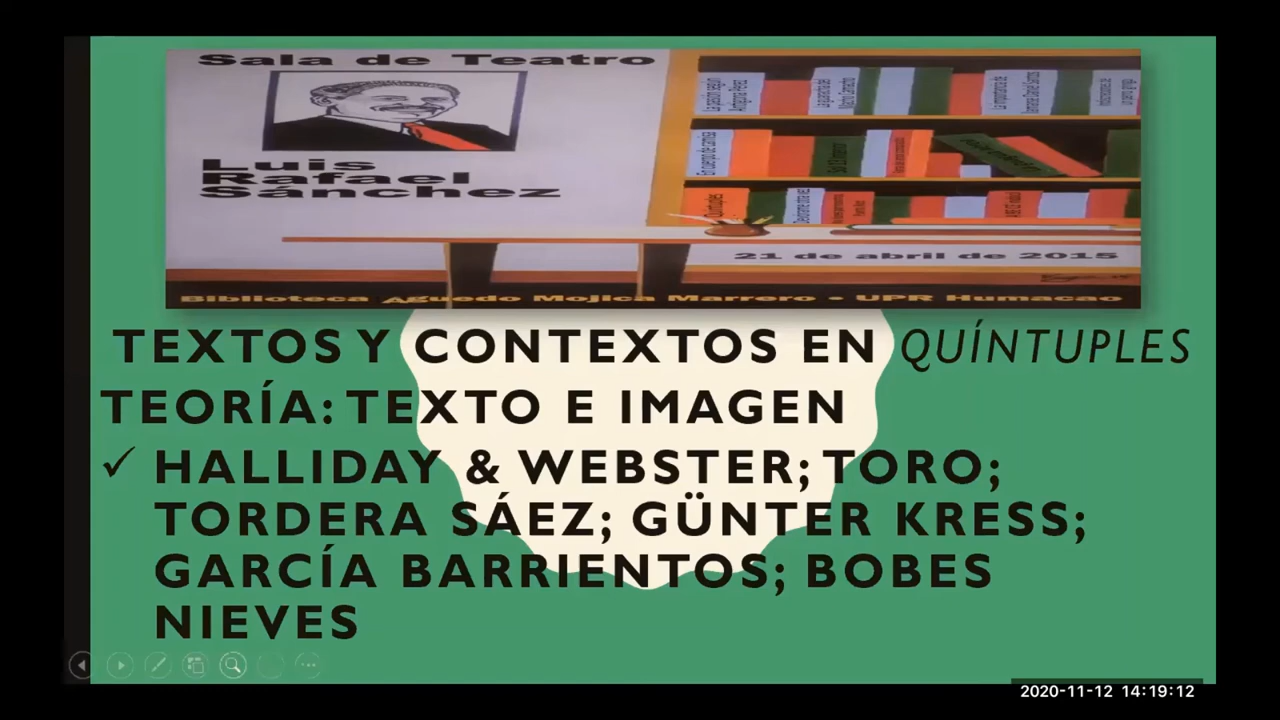 Sala de Teatro
Luis
Rafael
Sánchez
Quíntuples
21 de abril de 2015
Biblioteca Águedo Mojica Marrero • UPR Humacao
TEXTOS Y CONTEXTOS EN QUÍNTUPLES
TEORÍA: TEXTO E IMAGEN
✓ HALLIDAY & WEBSTER; TORO;
TORDERA SÁEZ; GÜNTER KRESS;
GARCÍA BARRIENTOS; BOBES
NIEVES
2020-11-12 14:19:12